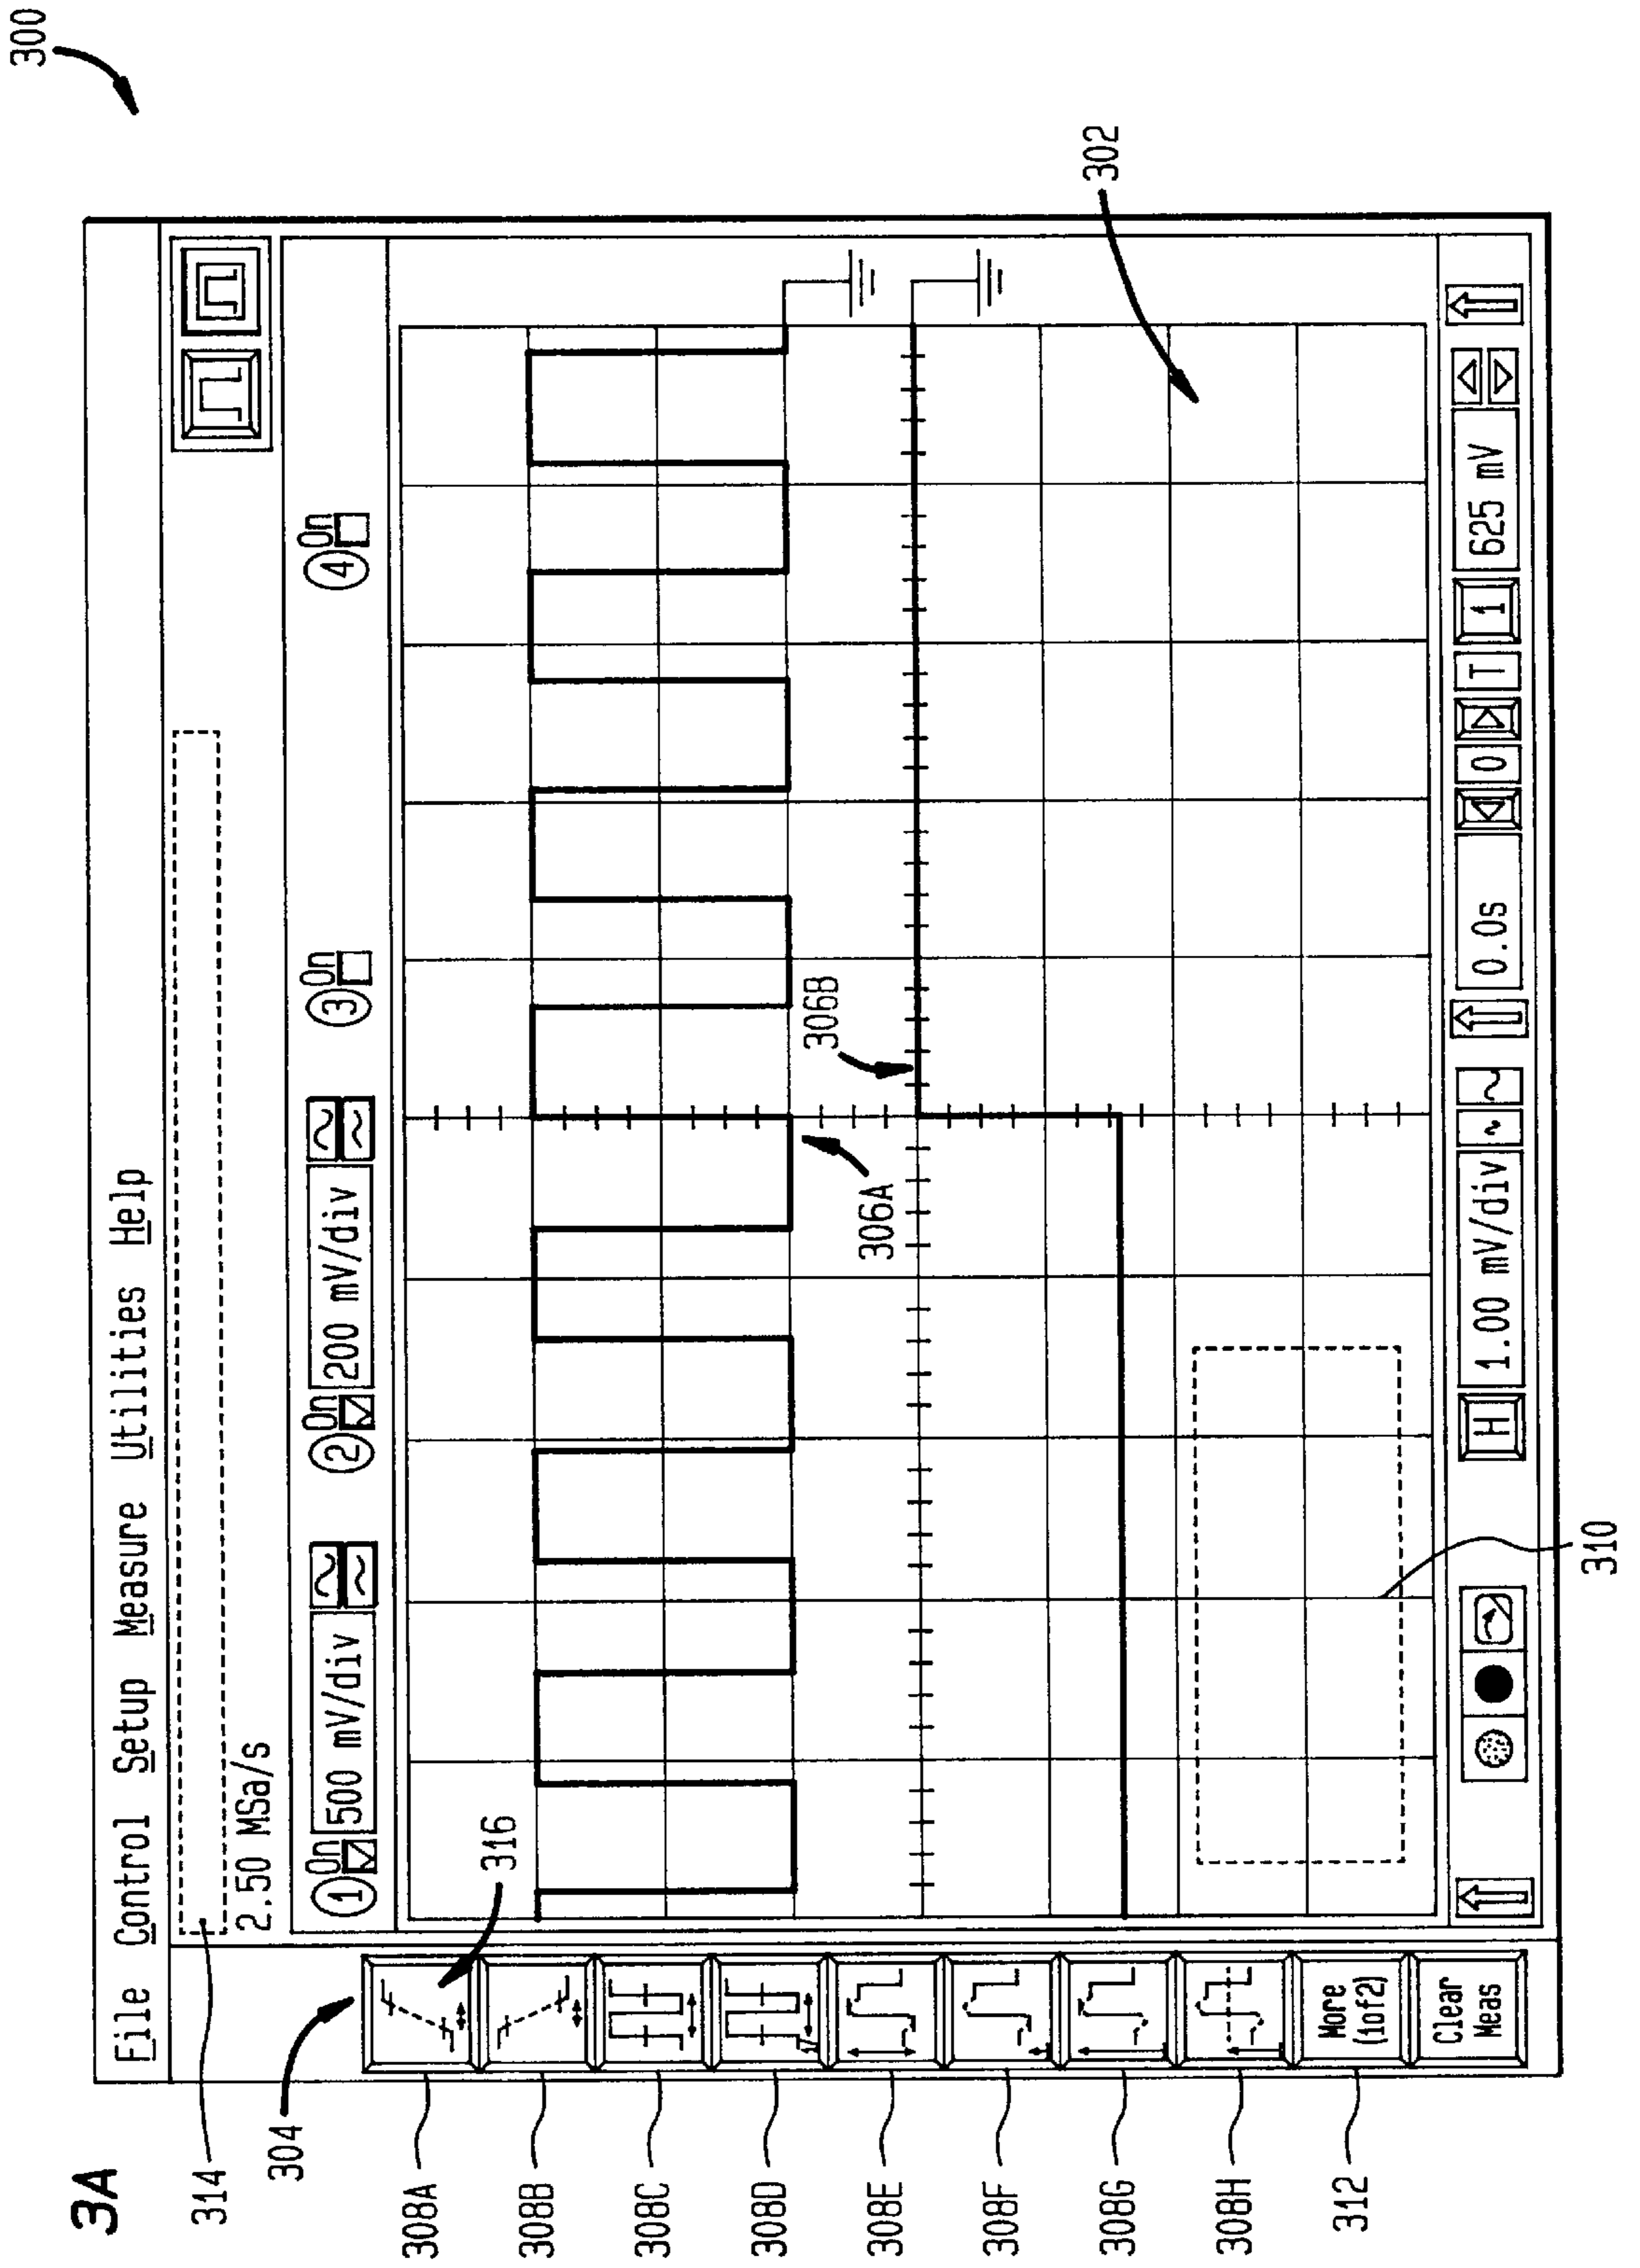 3A
300
File Control Setup Measure Utilities Help
314
2.50 MSa/s
304
1 On 500 mV/div
2 On 200 mV/div
3 On
4 On
316
308A
308B
308C
308D
308E
308F
308G
308H
312
More
(1of2)
Clear
Meas
306A
306B
302
310
H 1.00 mV/div
0.0s
0
T
1
625 mV